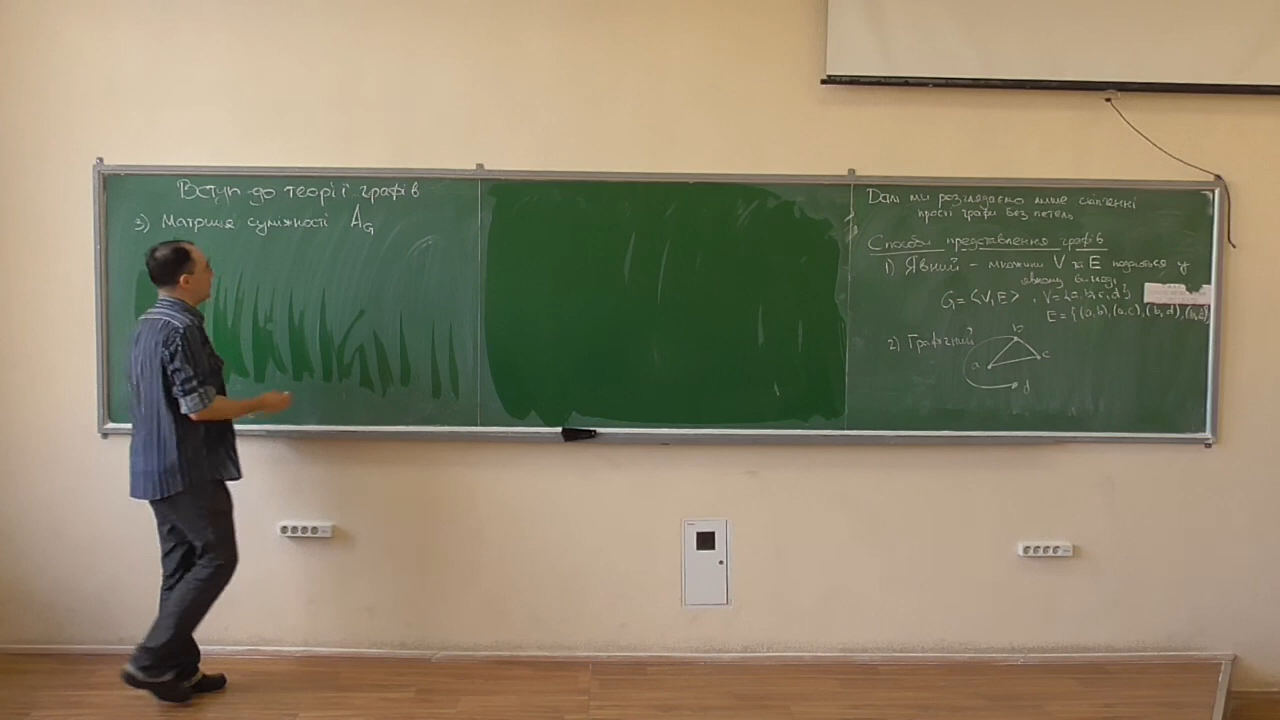 Вступ до теорії графів
3) Матриця суміжності A_G
Далі ми розглядаємо лише скінченні
прості графи без петель
Способи представлення графів
1) Явний – множини V та E подаються у
явному вигляді
G = <V, E>, V = {a, b, c, d}
E = {(a,b), (a,c), (b,d), (b,c)
2) Графічний
b
a
c
d